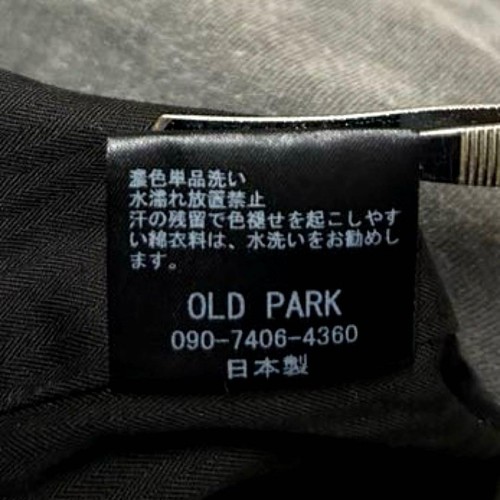 濃色単品洗い
水濡れ放置禁止
汗の残留で色褪せを起こしやす
い綿衣料は、水洗いをお勧めし
ます。
OLD PARK
090-7406-4360
日本製